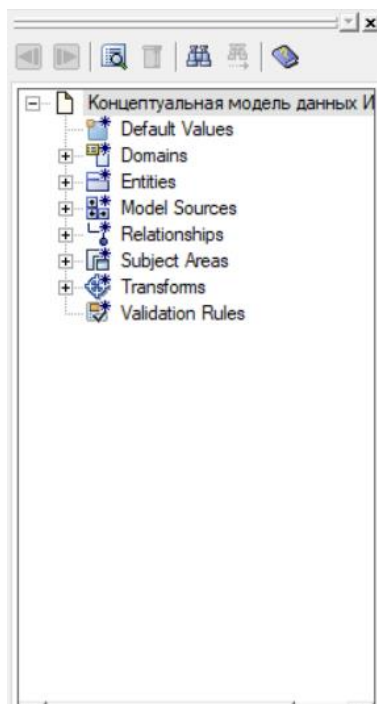 Концептуальная модель данных И
Default Values
Domains
Entities
Model Sources
Relationships
Subject Areas
Transforms
Validation Rules